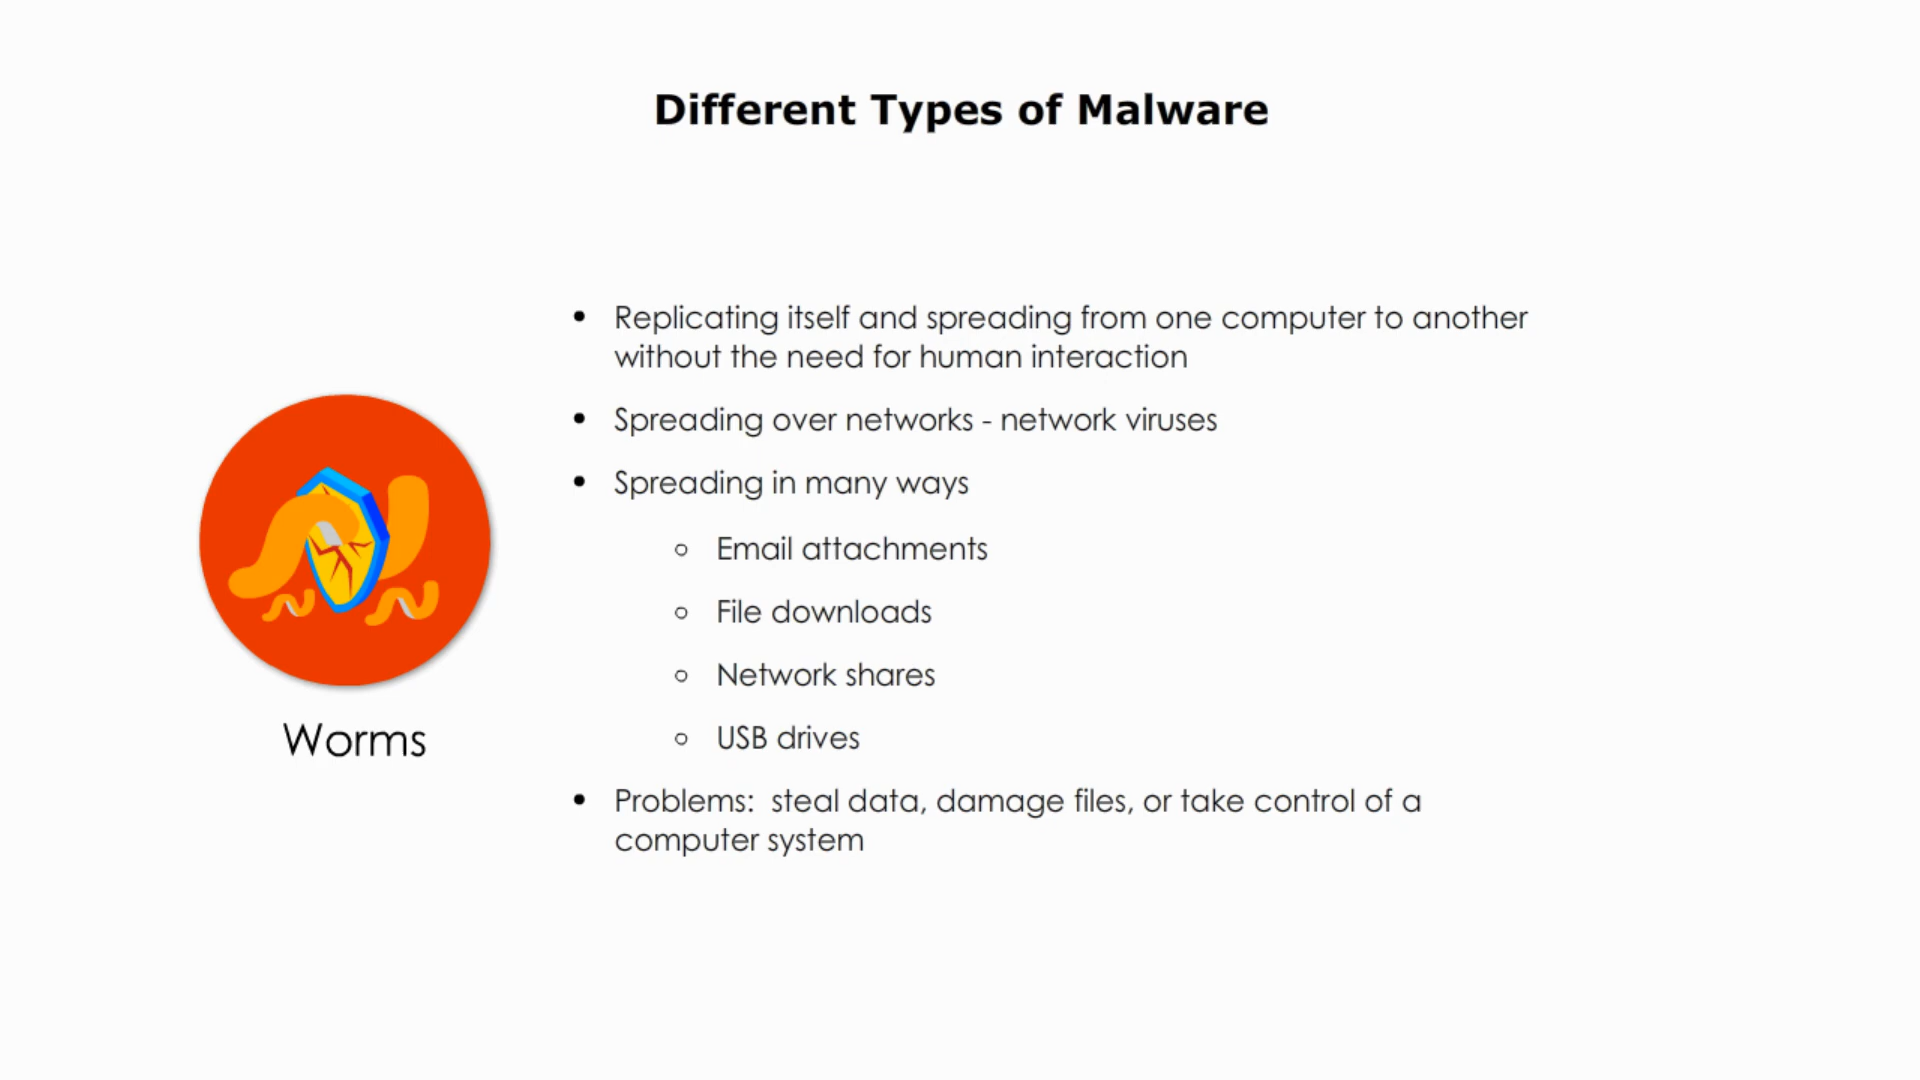 Different Types of Malware
• Replicating itself and spreading from one computer to another
without the need for human interaction
• Spreading over networks - network viruses
• Spreading in many ways
○ Email attachments
○ File downloads
○ Network shares
○ USB drives
• Problems:  steal data, damage files, or take control of a
computer system
Worms